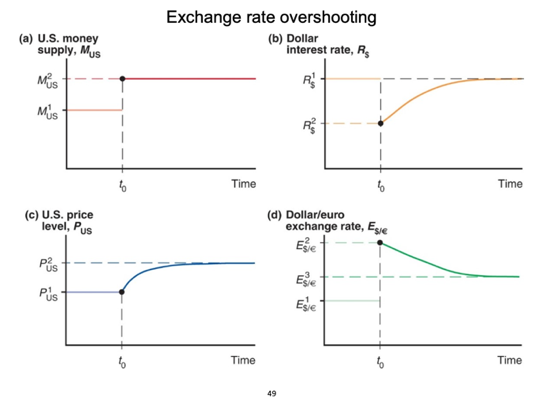 Exchange rate overshooting
(a) U.S. money
supply, M_US
M²_US
M¹_US
t₀
Time
(b) Dollar
interest rate, R_$
R¹_$
R²_$
t₀
Time
(c) U.S. price
level, P_US
P²_US
P¹_US
t₀
Time
(d) Dollar/euro
exchange rate, E_$/€
E²_$/€
E³_$/€
E¹_$/€
t₀
Time
49